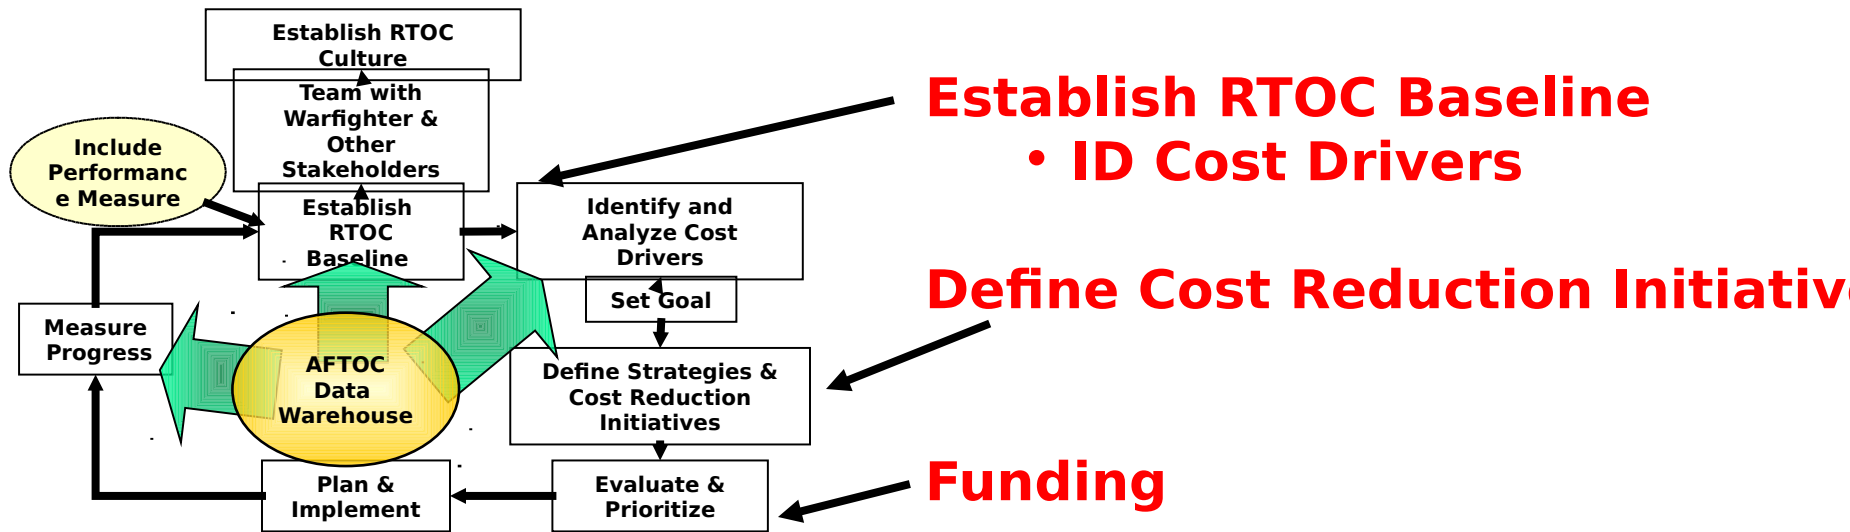 Establish RTOC
Culture
Team with
Warfighter &
Other
Stakeholders
Include
Performanc
e Measure
Establish
RTOC
Baseline
Identify and
Analyze Cost
Drivers
Set Goal
Measure
Progress
AFTOC
Data
Warehouse
Define Strategies &
Cost Reduction
Initiatives
Plan &
Implement
Evaluate &
Prioritize
Establish RTOC Baseline
• ID Cost Drivers
Define Cost Reduction Initiativ
Funding